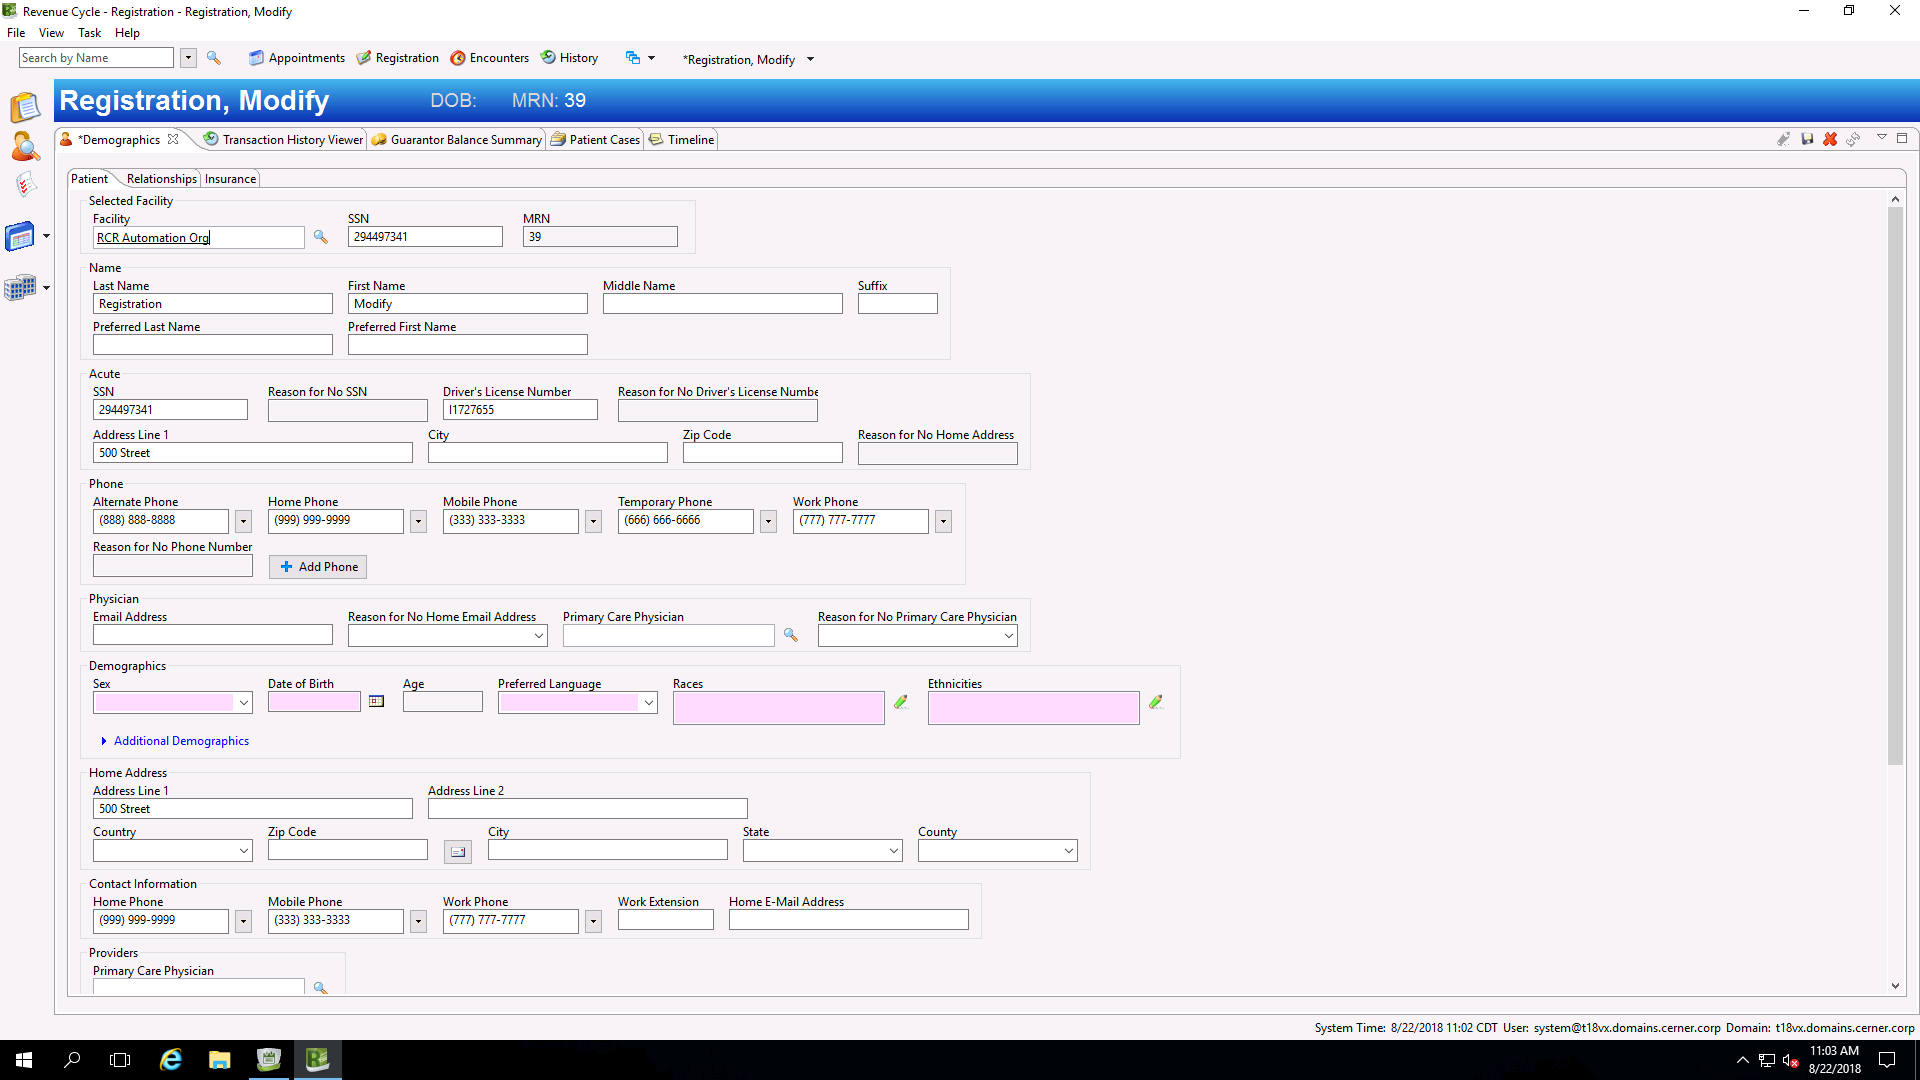 Revenue Cycle - Registration - Registration, Modify
File View Task Help
Search by Name Appointments Registration Encounters History *Registration, Modify
Registration, Modify DOB: MRN: 39
*Demographics Transaction History Viewer Guarantor Balance Summary Patient Cases Timeline
Patient Relationships Insurance
Selected Facility
Facility SSN MRN
RCR Automation Org 294497341 39
Name
Last Name First Name Middle Name Suffix
Registration Modify
Preferred Last Name Preferred First Name
Acute
SSN Reason for No SSN Driver's License Number Reason for No Driver's License Numbe
294497341 I1727655
Address Line 1 City Zip Code Reason for No Home Address
500 Street
Phone
Alternate Phone Home Phone Mobile Phone Temporary Phone Work Phone
(888) 888-8888 (999) 999-9999 (333) 333-3333 (666) 666-6666 (777) 777-7777
Reason for No Phone Number
Add Phone
Physician
Email Address Reason for No Home Email Address Primary Care Physician Reason for No Primary Care Physician
Demographics
Sex Date of Birth Age Preferred Language Races Ethnicities
Additional Demographics
Home Address
Address Line 1 Address Line 2
500 Street
Country Zip Code City State County
Contact Information
Home Phone Mobile Phone Work Phone Work Extension Home E-Mail Address
(999) 999-9999 (333) 333-3333 (777) 777-7777
Providers
Primary Care Physician
System Time: 8/22/2018 11:02 CDT User: system@t18vx.domains.cerner.corp Domain: t18vx.domains.cerner.corp
11:03 AM
8/22/2018